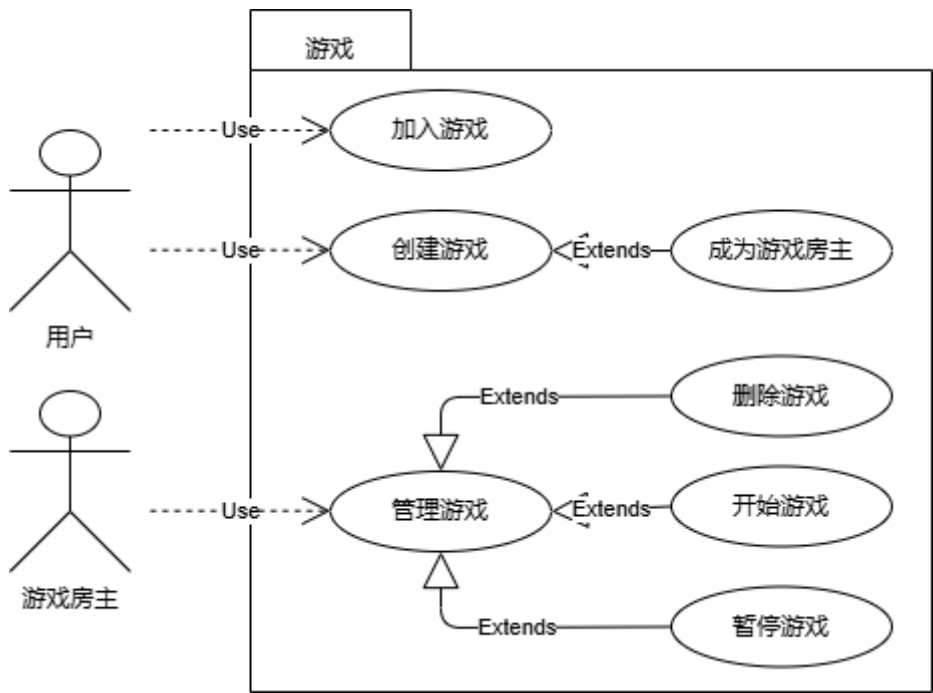 游戏
Use
加入游戏
Use
创建游戏
Extends
成为游戏房主
用户
Extends
删除游戏
Use
管理游戏
Extends
开始游戏
游戏房主
Extends
暂停游戏